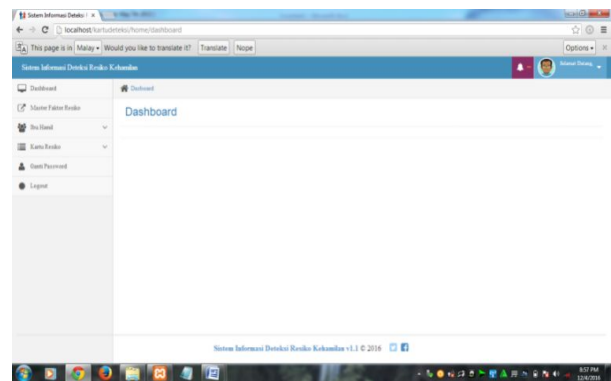 Sistem Informasi Deteksi R
localhost/kartudeteksi/home/dashboard
This page is in Malay Would you like to translate it? Translate Nope Options
Sistem Informasi Deteksi Resiko Kehamilan
Selamat Datang,
Dashboard
Dashboard
Master Faktor Resiko
Ibu Hamil
Kartu Resiko
Ganti Password
Logout
Dashboard
Sistem Informasi Deteksi Resiko Kehamilan v1.1 © 2016
8:57 PM
12/4/2016